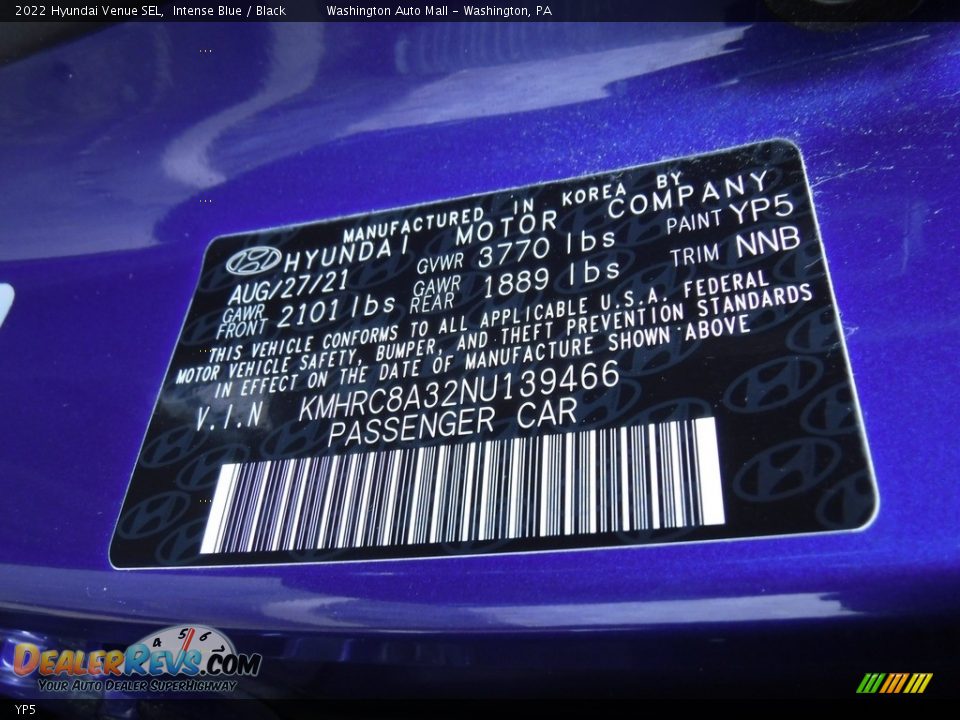 2022 Hyundai Venue SEL, Intense Blue / Black Washington Auto Mall - Washington, PA
MANUFACTURED IN KOREA BY
HYUNDAI MOTOR COMPANY
AUG/27/21 GVWR 3770 lbs PAINT YP5
GAWR FRONT 2101 lbs GAWR REAR 1889 lbs TRIM NNB
THIS VEHICLE CONFORMS TO ALL APPLICABLE U.S.A. FEDERAL
MOTOR VEHICLE SAFETY, BUMPER, AND THEFT PREVENTION STANDARDS
IN EFFECT ON THE DATE OF MANUFACTURE SHOWN ABOVE
V.I.N KMHRC8A32NU139466
PASSENGER CAR
4 5 6
DEALERREVS.COM
YOUR AUTO DEALER SUPERHIGHWAY
YP5